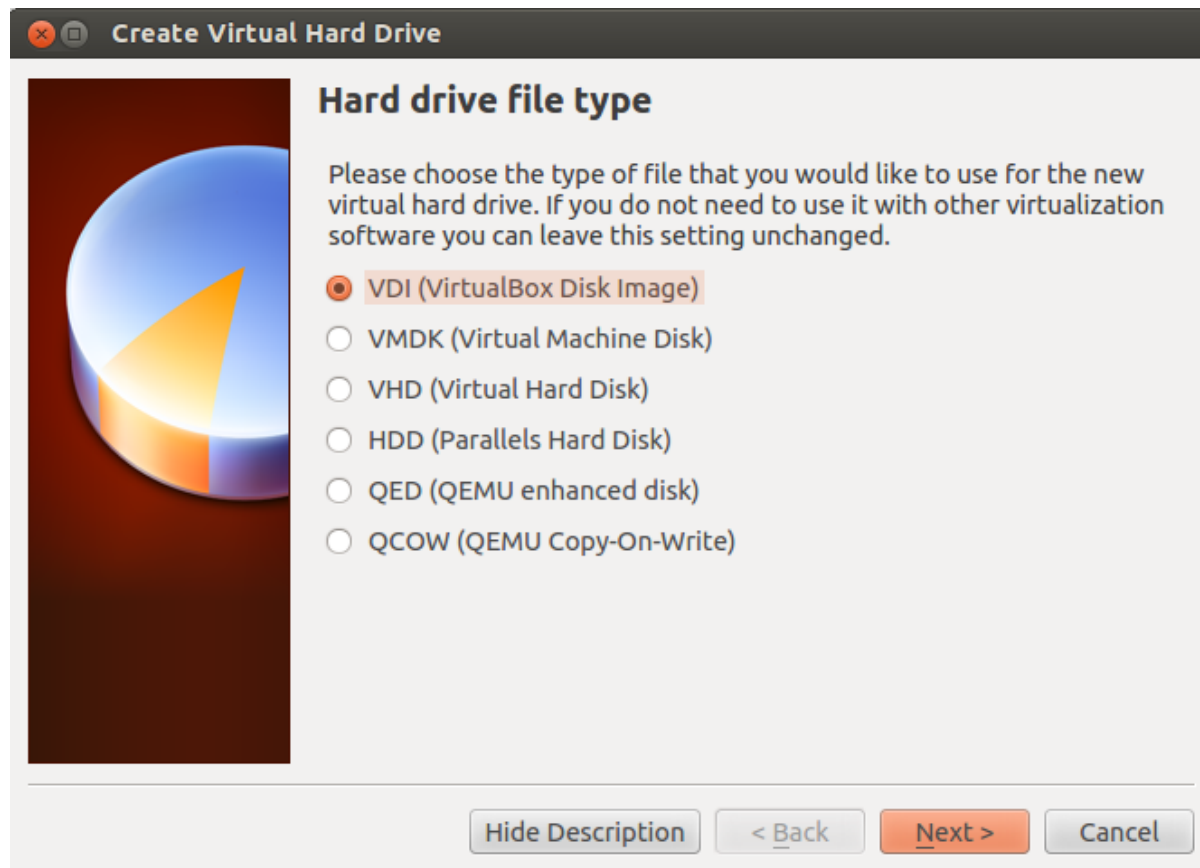 Create Virtual Hard Drive
Hard drive file type
Please choose the type of file that you would like to use for the new
virtual hard drive. If you do not need to use it with other virtualization
software you can leave this setting unchanged.
VDI (VirtualBox Disk Image)
VMDK (Virtual Machine Disk)
VHD (Virtual Hard Disk)
HDD (Parallels Hard Disk)
QED (QEMU enhanced disk)
QCOW (QEMU Copy-On-Write)
Hide Description < Back Next > Cancel